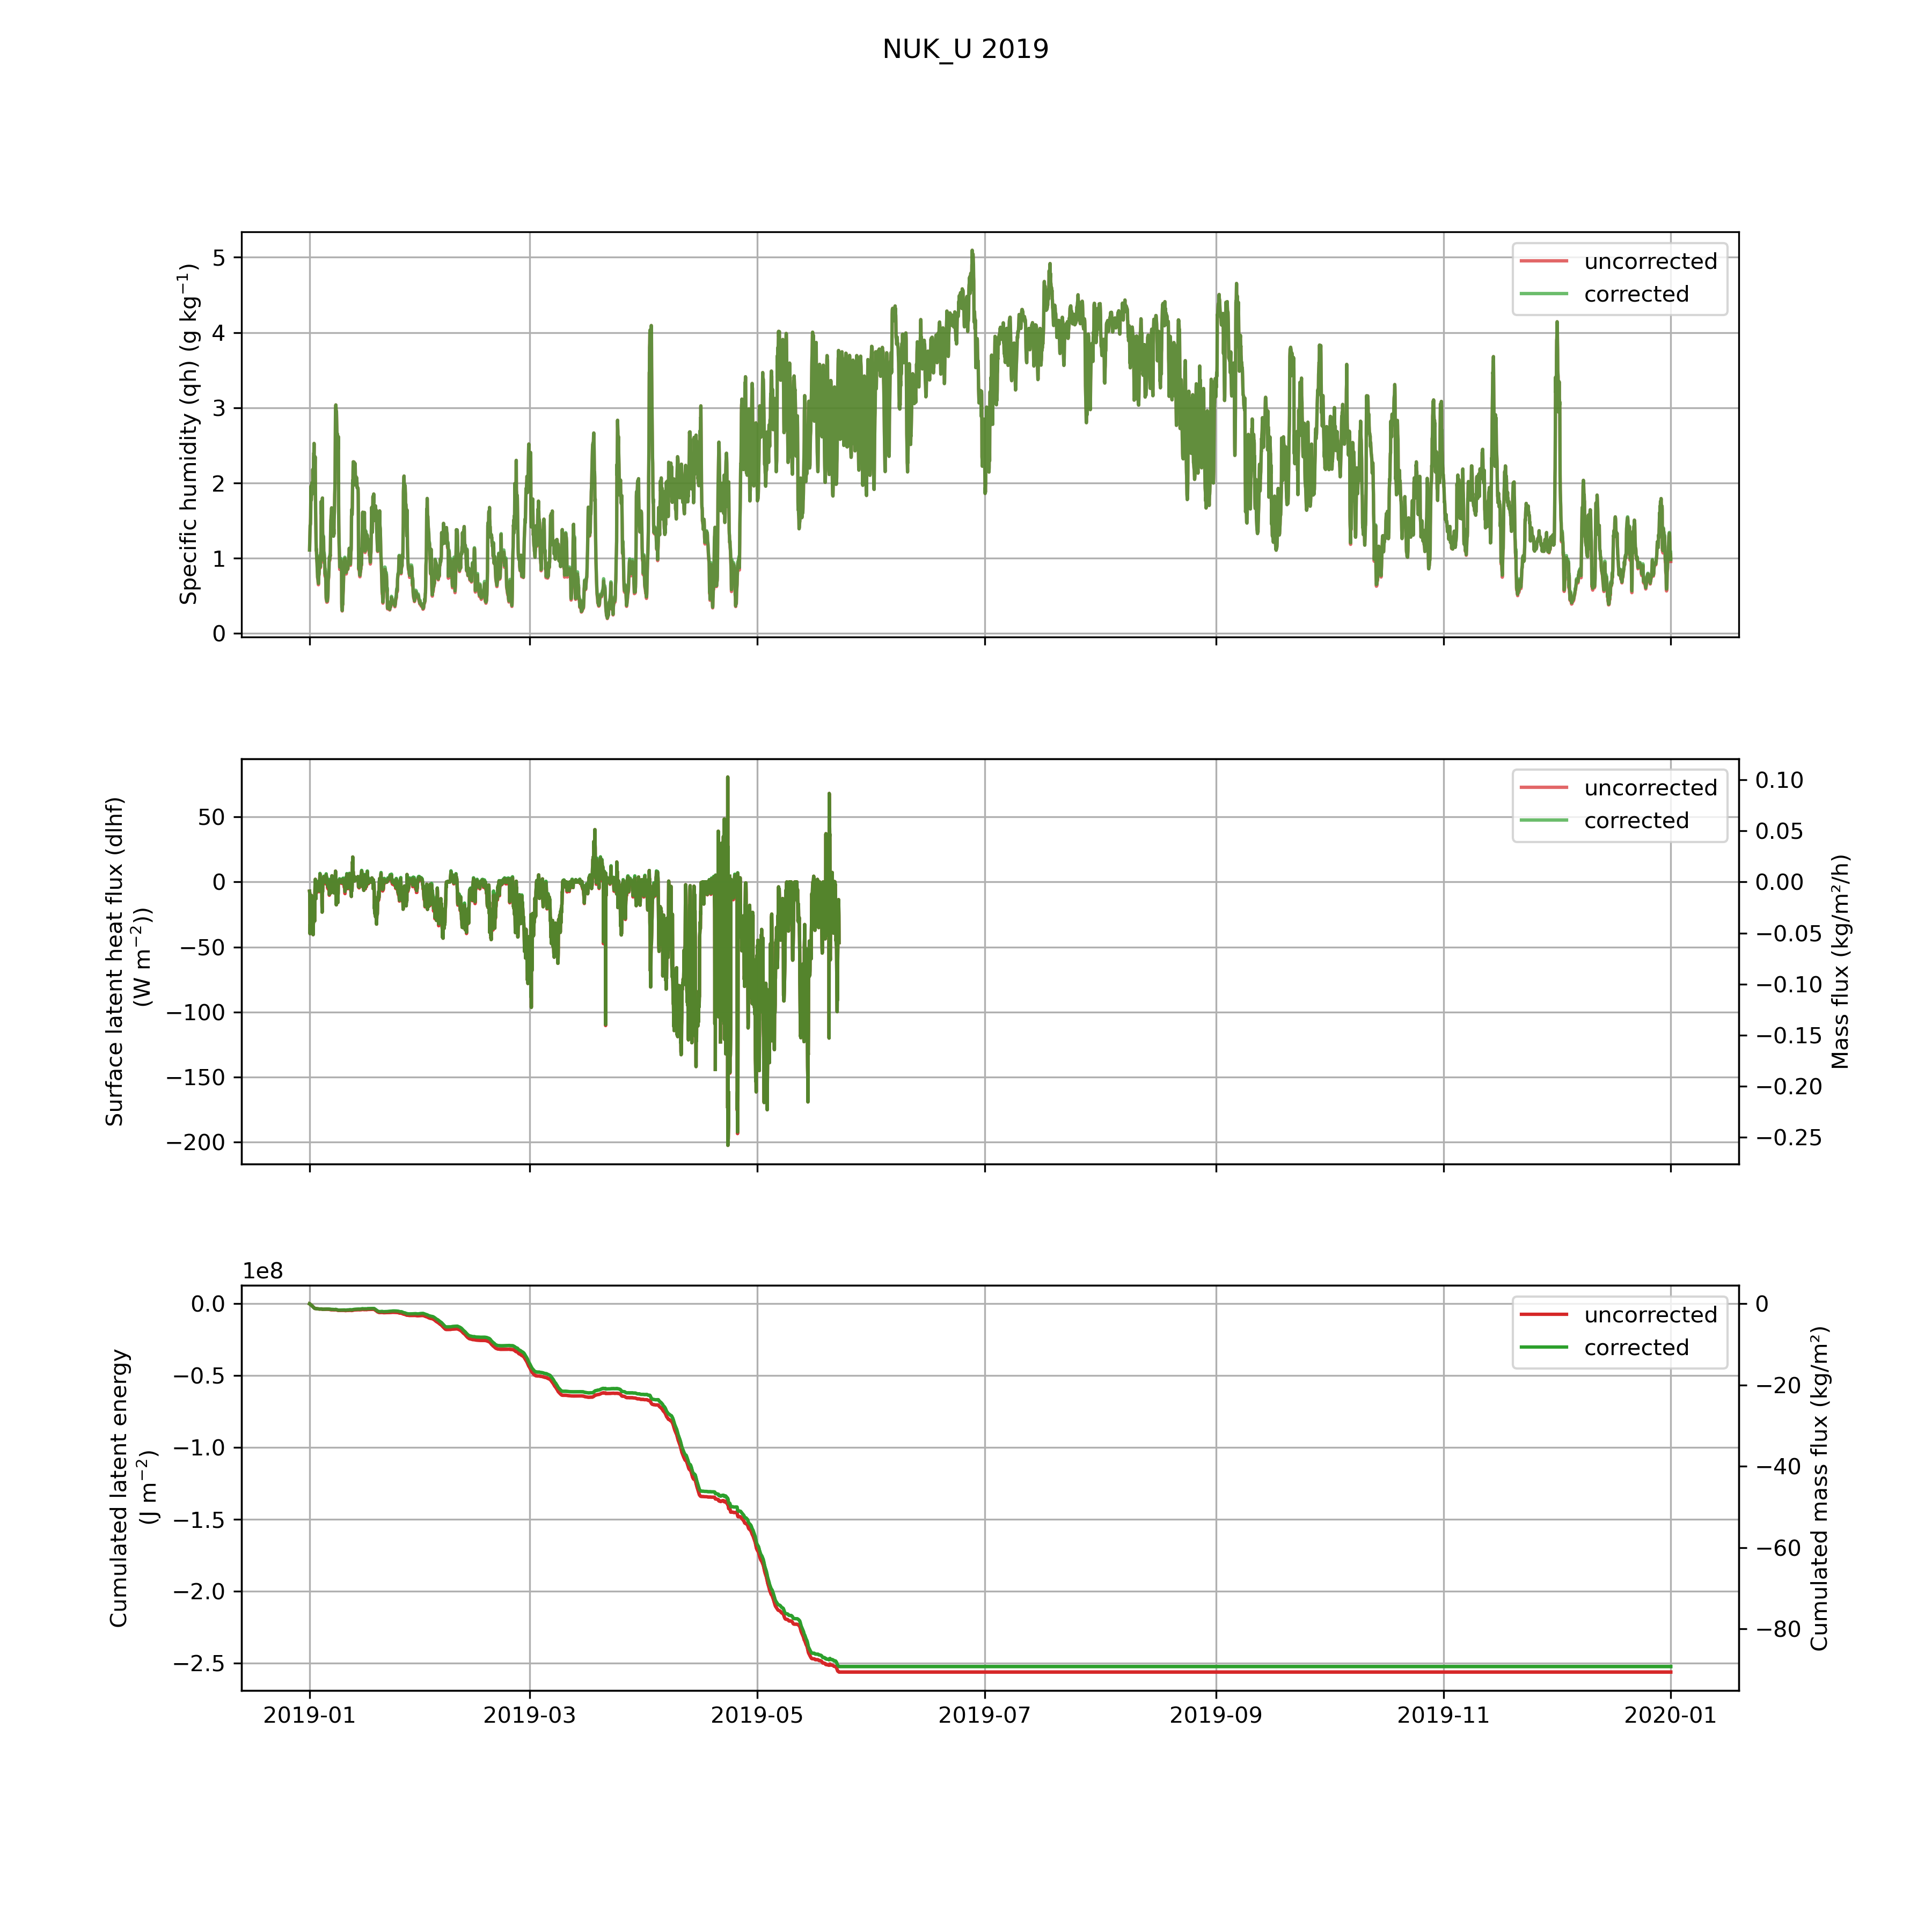 NUK_U 2019
Specific humidity (qh) (g kg⁻¹)
5
4
3
2
1
0
uncorrected
corrected
Surface latent heat flux (dlhf)
(W m⁻²))
50
0
−50
−100
−150
−200
uncorrected
corrected
0.10
0.05
0.00
−0.05
−0.10
−0.15
−0.20
−0.25
Mass flux (kg/m²/h)
1e8
Cumulated latent energy
(J m⁻²)
0.0
−0.5
−1.0
−1.5
−2.0
−2.5
uncorrected
corrected
0
−20
−40
−60
−80
Cumulated mass flux (kg/m²)
2019-01 2019-03 2019-05 2019-07 2019-09 2019-11 2020-01